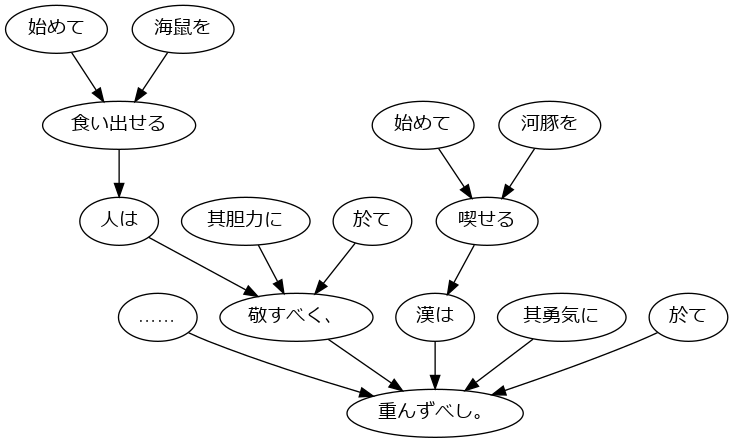 始めて
海鼠を
食い出せる
始めて
河豚を
人は
其胆力に
於て
喫せる
……
敬すべく、
漢は
其勇気に
於て
重んずべし。